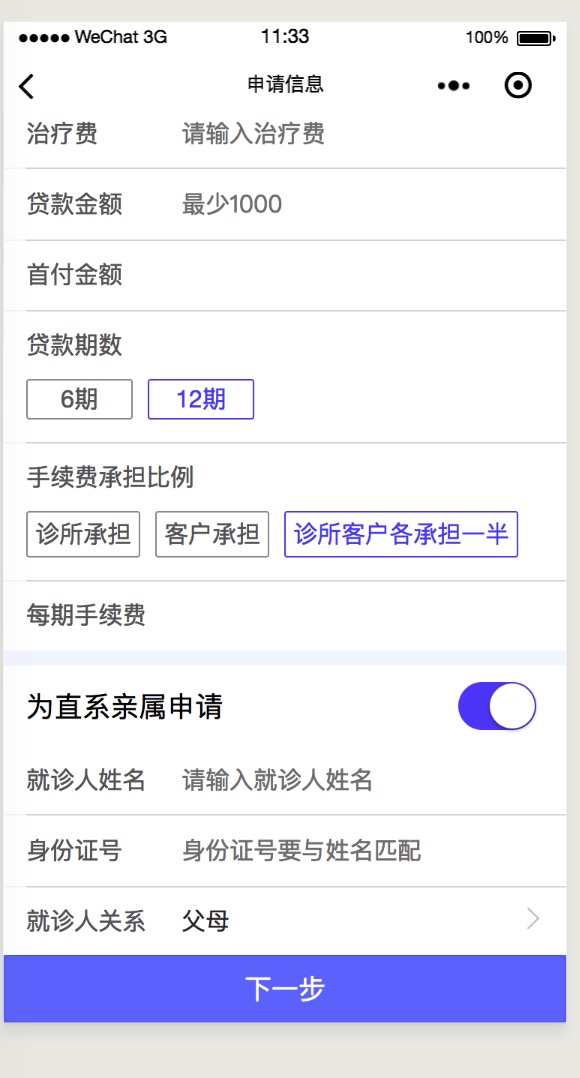 ●●●●● WeChat 3G 11:33 100%
申请信息
治疗费 请输入治疗费
贷款金额 最少1000
首付金额
贷款期数
6期 12期
手续费承担比例
诊所承担 客户承担 诊所客户各承担一半
每期手续费
为直系亲属申请
就诊人姓名 请输入就诊人姓名
身份证号 身份证号要与姓名匹配
就诊人关系 父母
下一步